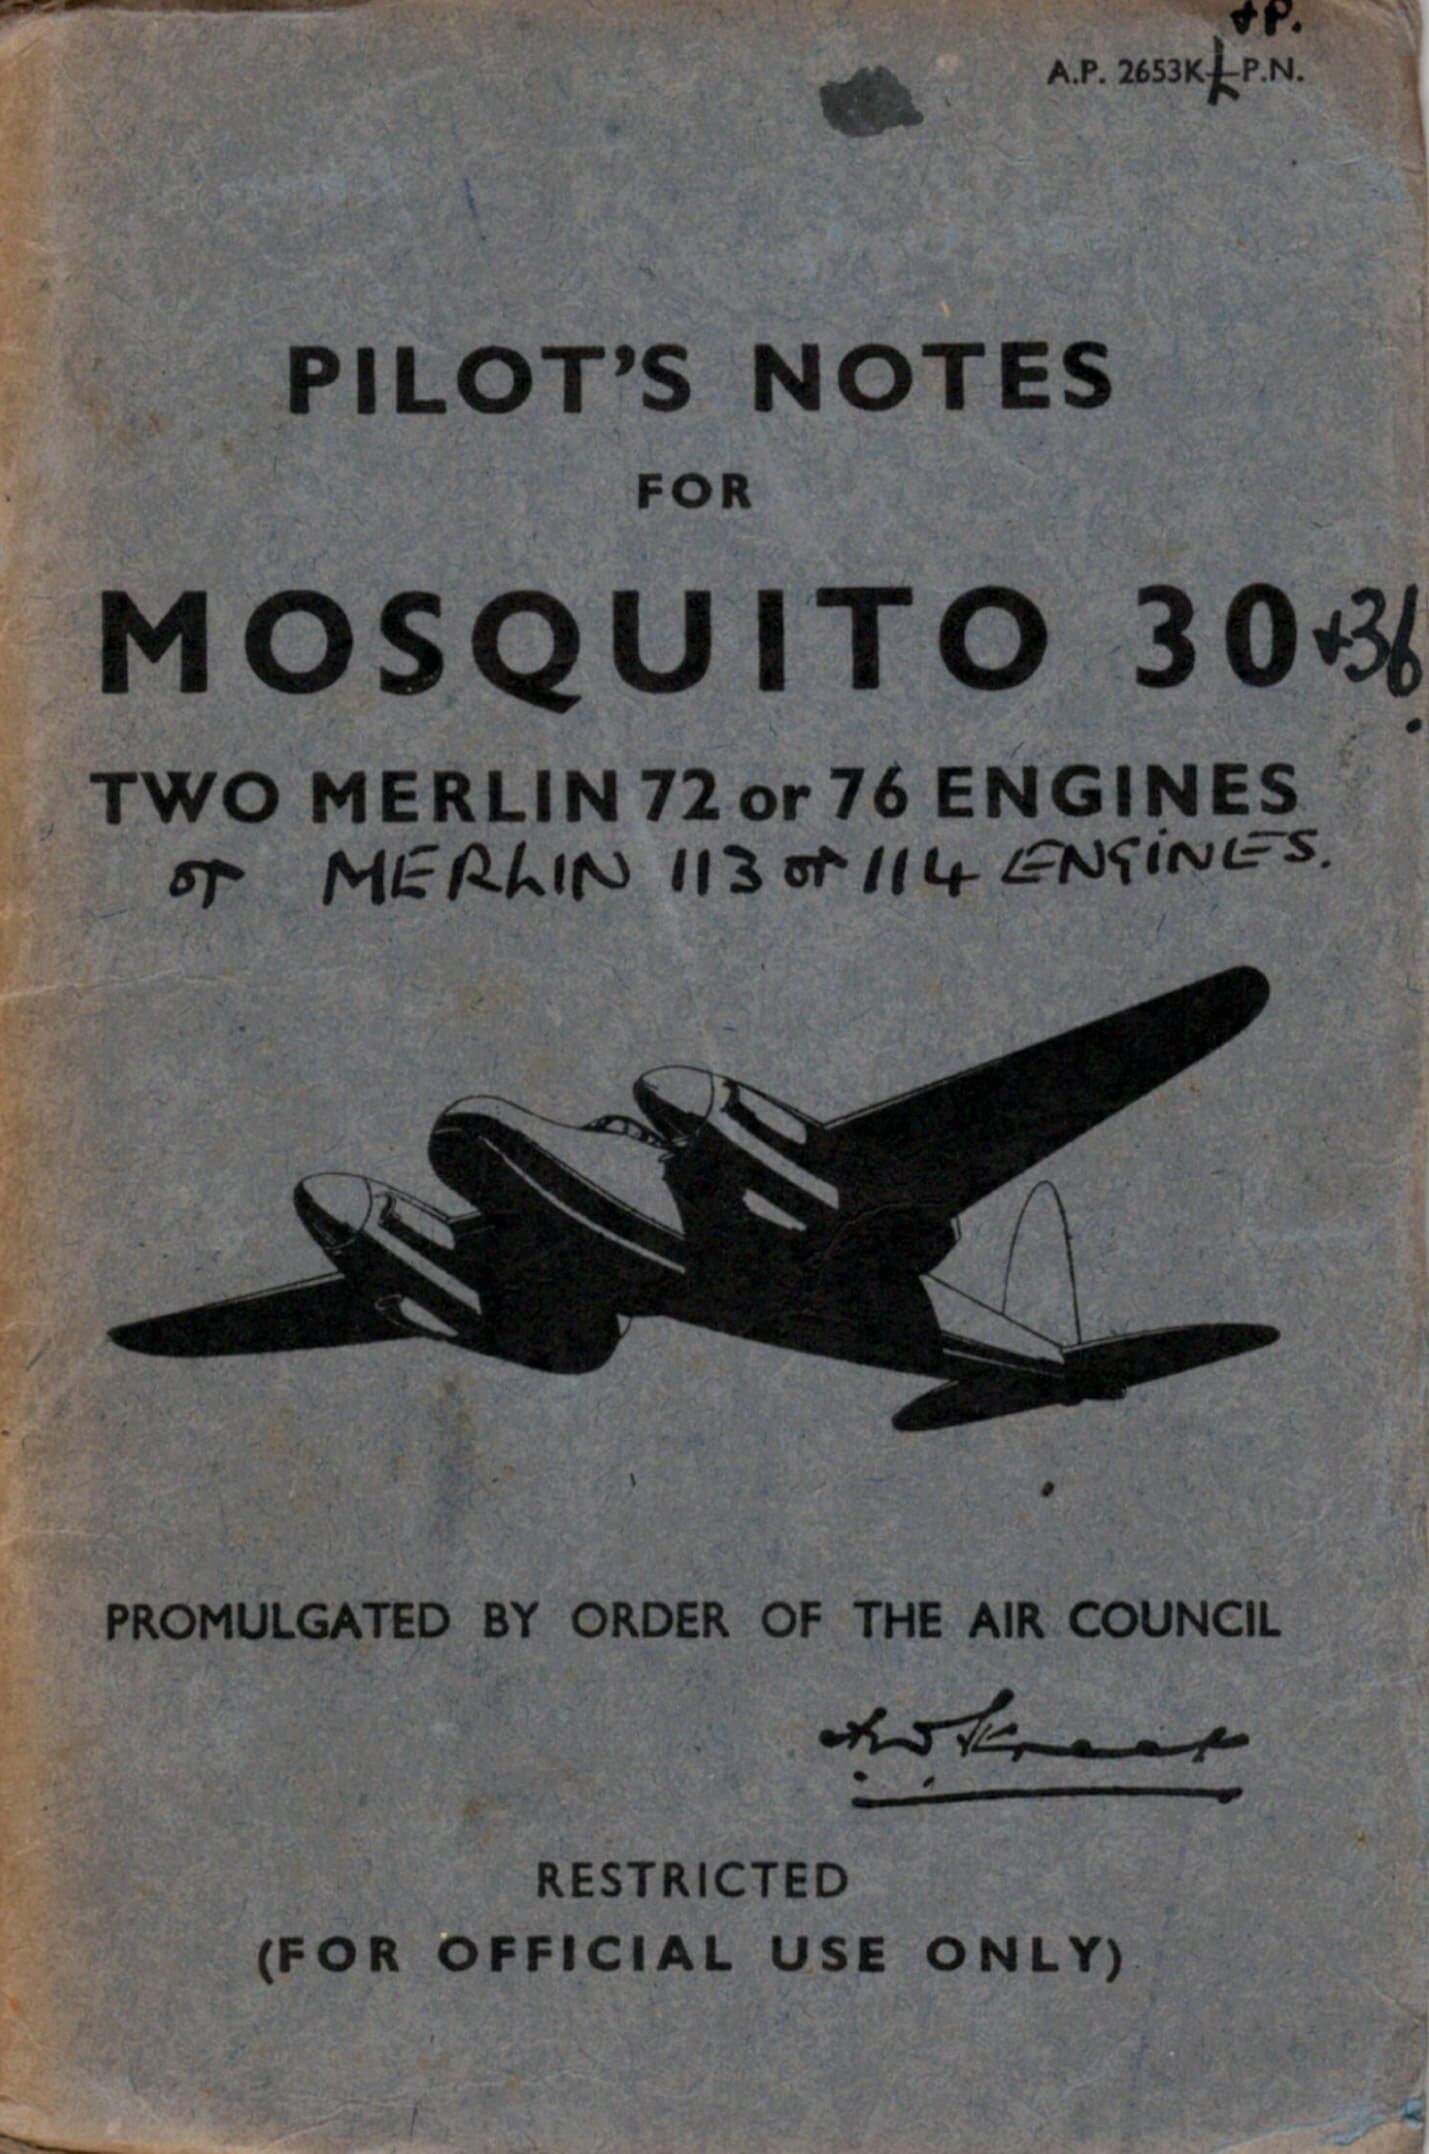 +P.
A.P. 2653K P.N.
PILOT'S NOTES
FOR
MOSQUITO 30 +36.
TWO MERLIN 72 or 76 ENGINES
or MERLIN 113 or 114 ENGINES.
PROMULGATED BY ORDER OF THE AIR COUNCIL
RESTRICTED
(FOR OFFICIAL USE ONLY)